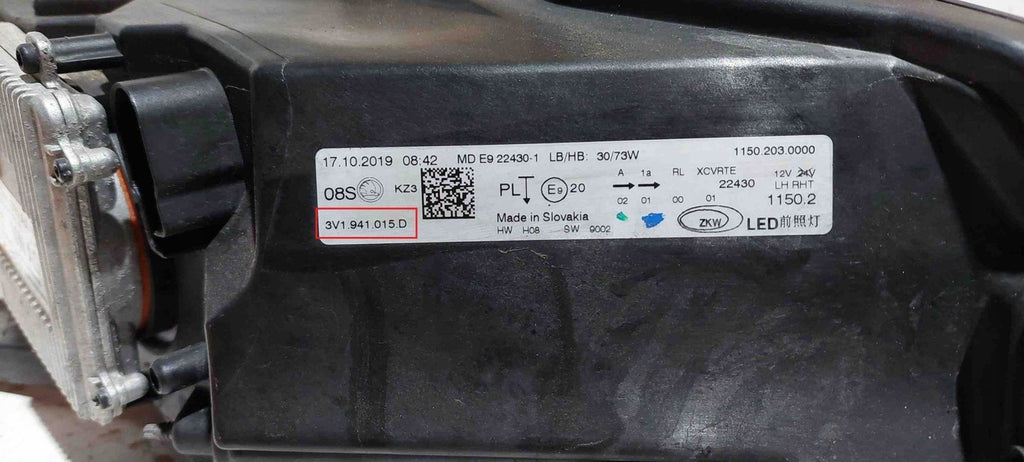 17.10.2019 08:42 MD E9 22430-1 LB/HB: 30/73W 1150.203.0000
08S KZ3 PL E9 20 A 1a RL XCVRTE 12V 24V
02 01 00 01 22430 LH RHT
1150.2
3V1.941.015.D Made in Slovakia ZKW LED前照灯
HW H08 SW 9002